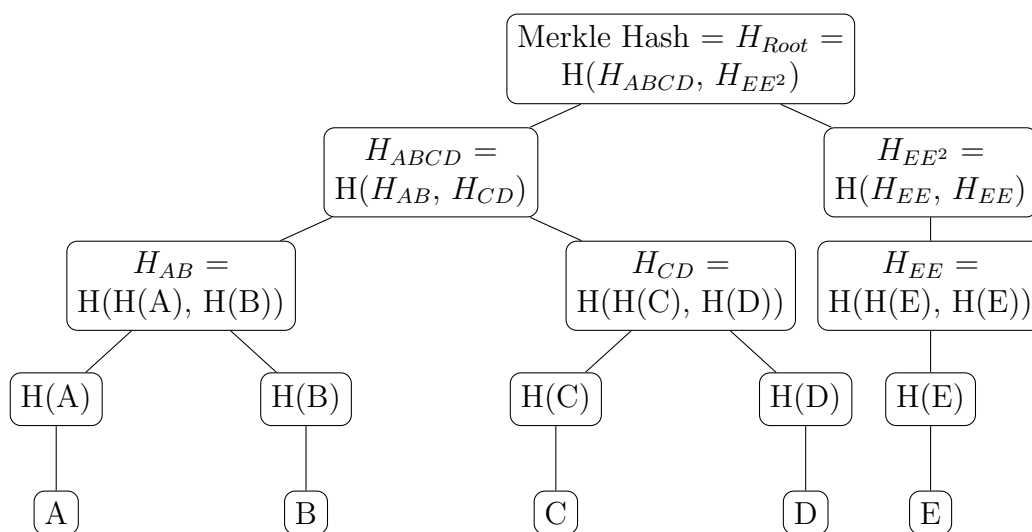 Merkle Hash = H_Root =
H(H_ABCD, H_EE²)
H_ABCD =
H(H_AB, H_CD)
H_EE² =
H(H_EE, H_EE)
H_AB =
H(H(A), H(B))
H_CD =
H(H(C), H(D))
H_EE =
H(H(E), H(E))
H(A)
H(B)
H(C)
H(D)
H(E)
A
B
C
D
E